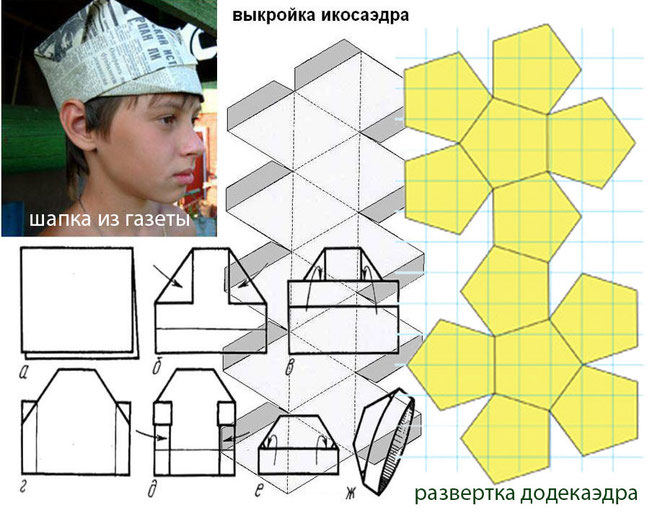 выкройка икосаэдра
шапка из газеты
а
б
в
г
д
е
ж
развертка додекаэдра